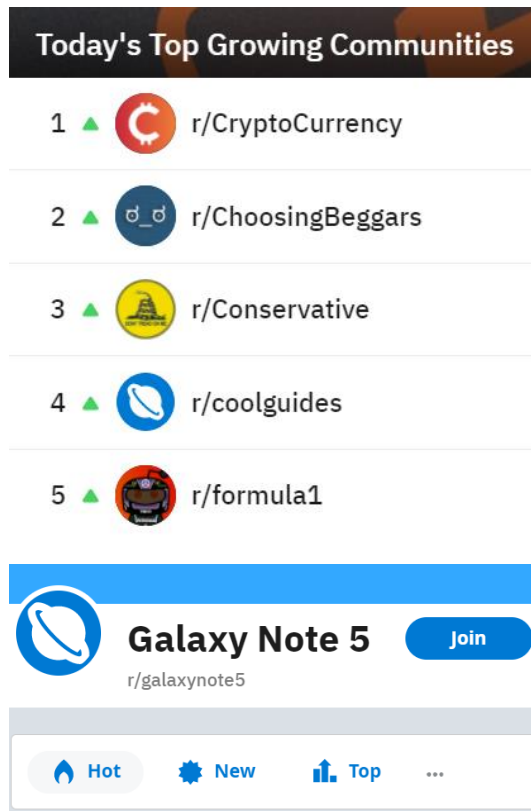 Today's Top Growing Communities
1 r/CryptoCurrency
2 ರ_ರ r/ChoosingBeggars
3 r/Conservative
4 r/coolguides
5 r/formula1
Galaxy Note 5 Join
r/galaxynote5
Hot New Top ...